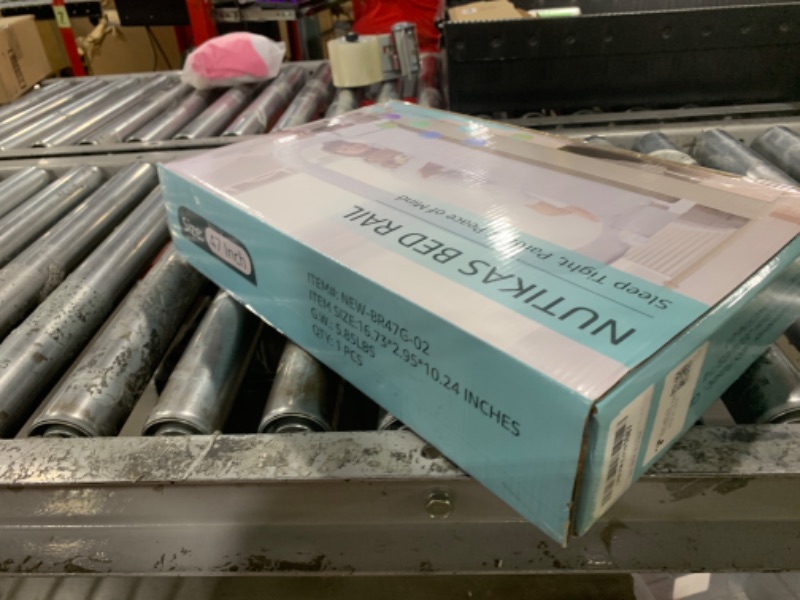 NUTIKAS BED RAIL
Sleep Tight, Peace of Mind
Size: 47 Inch
ITEM#: NEW-BR47G-02
ITEM SIZE:16.73*2.95*10.24 INCHES
G.W.: 5.85LBS
QTY: 1 PCS